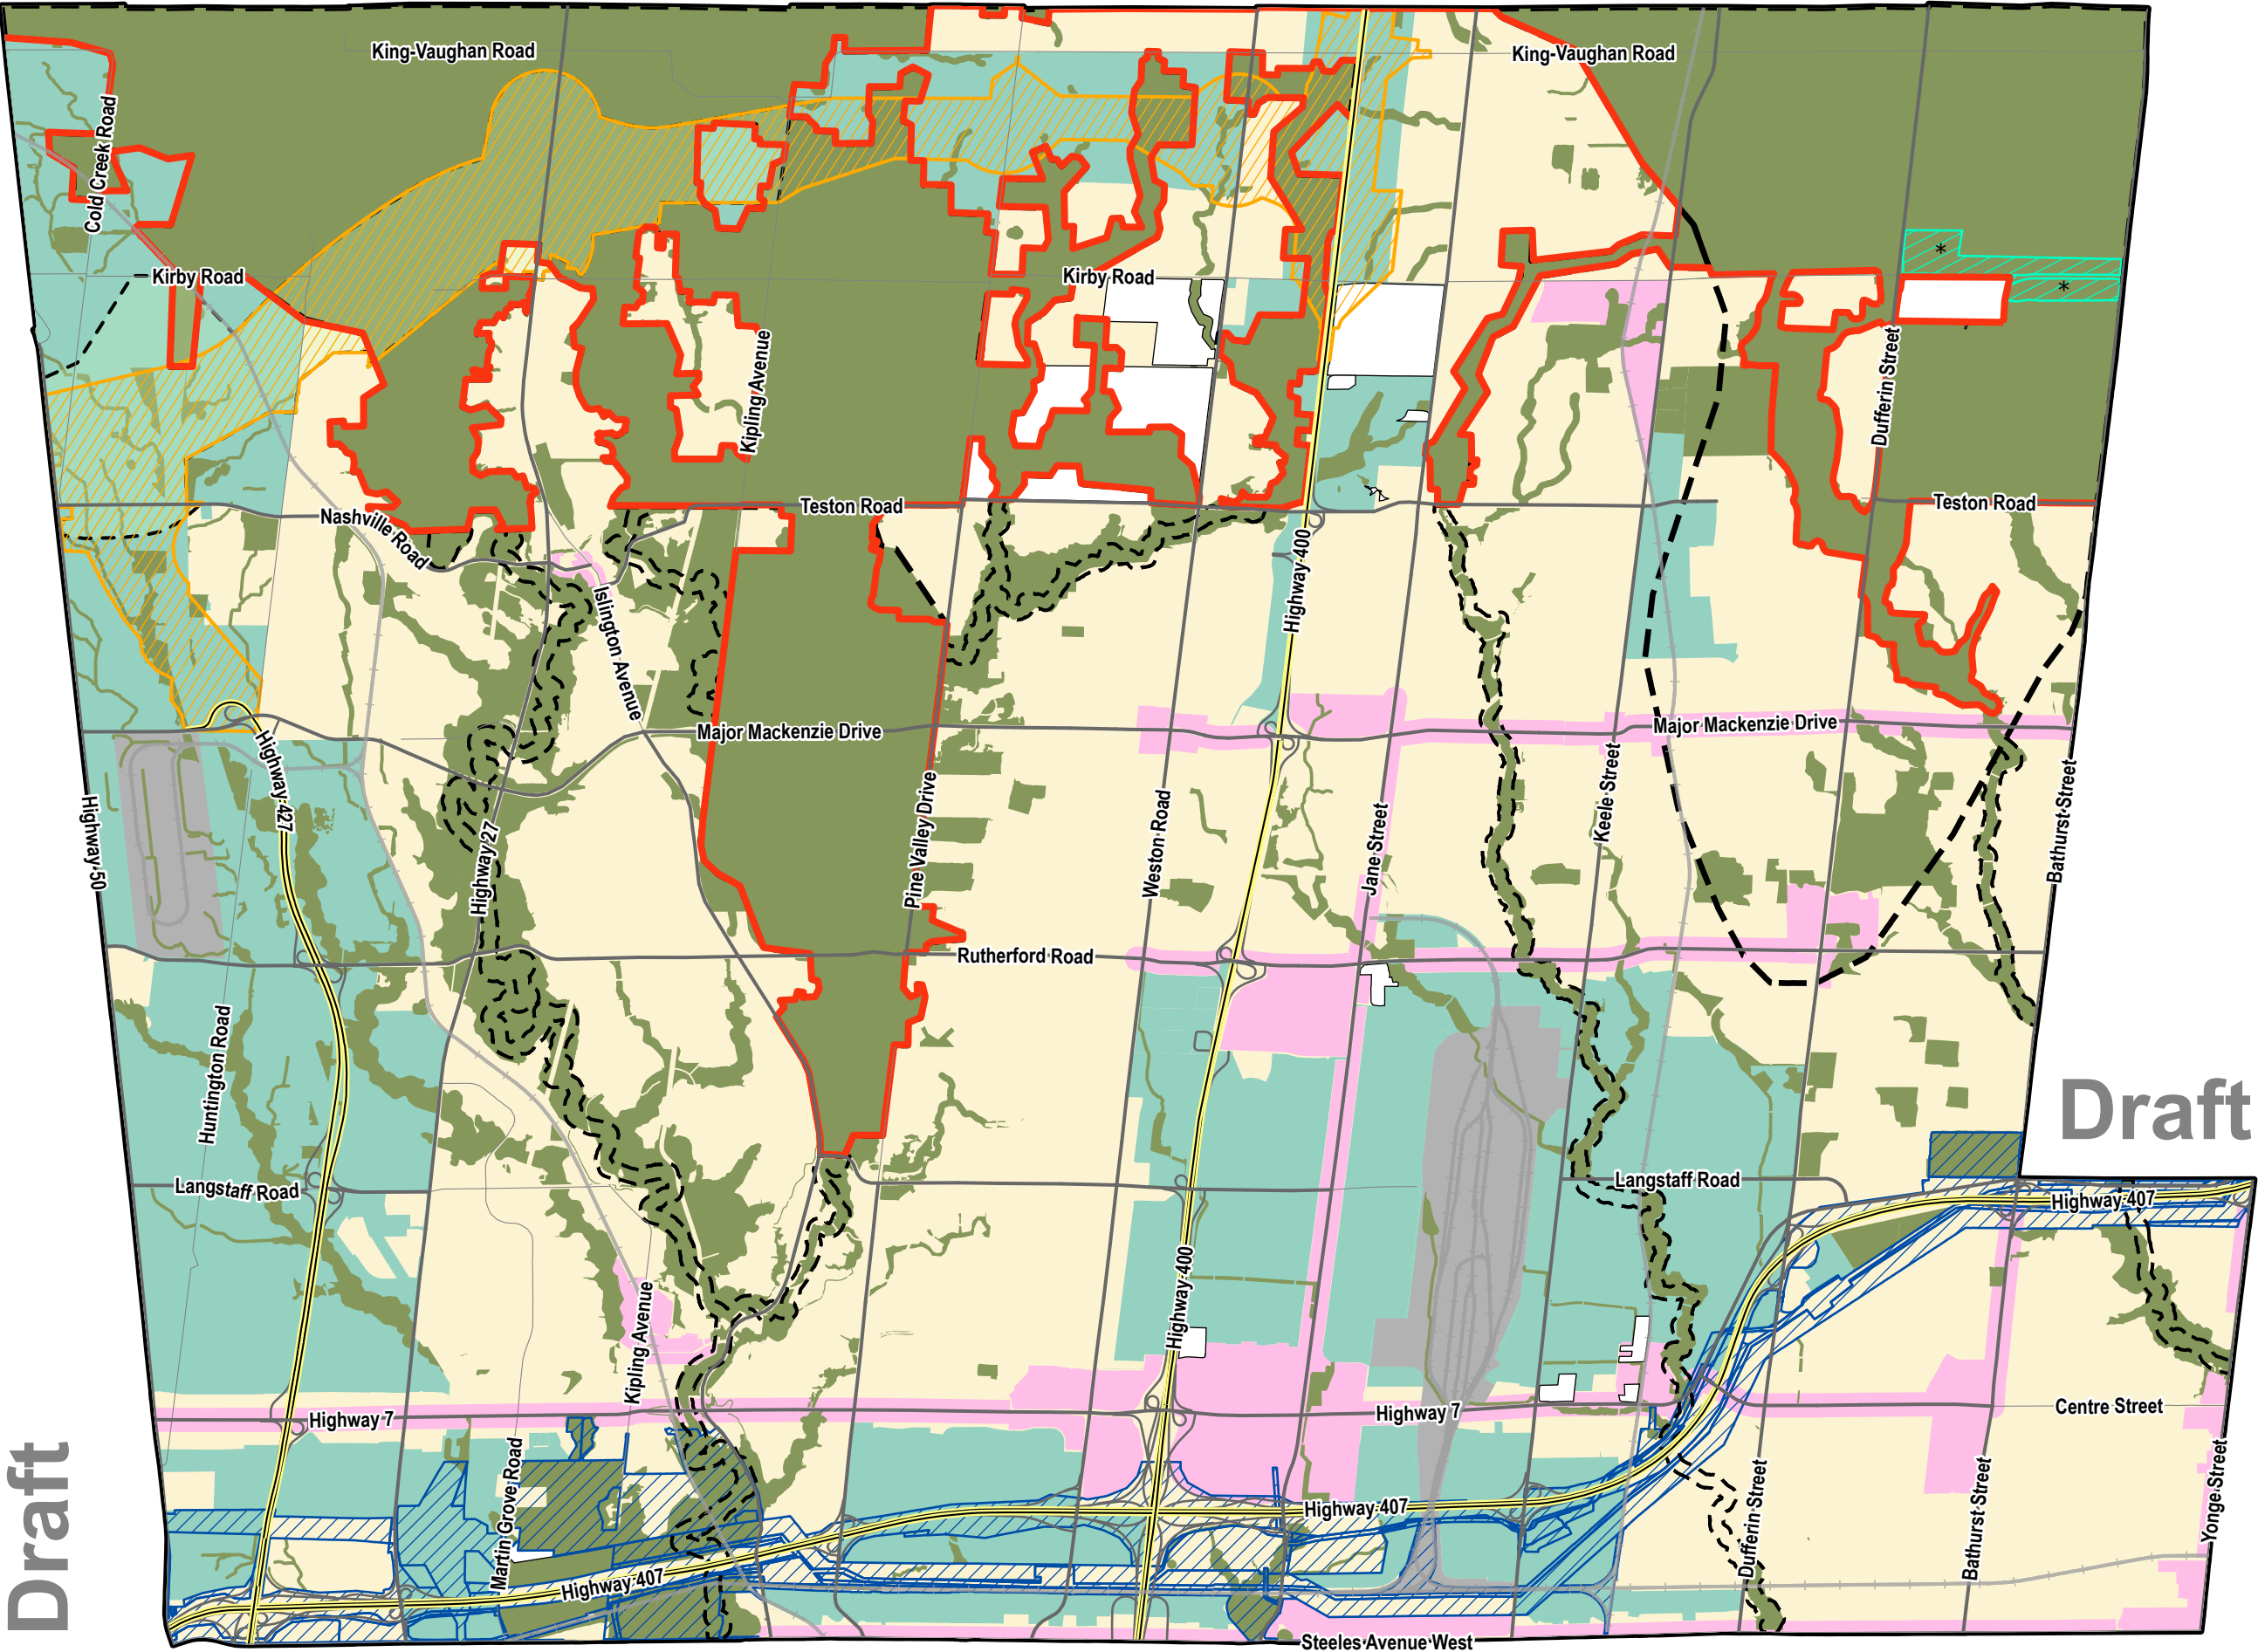 King-Vaughan Road
King-Vaughan Road
Cold Creek Road
Kirby Road
Kirby Road
*
*
Kipling Avenue
Dufferin Street
Teston Road
Teston Road
Nashville Road
Highway 400
Islington Avenue
Major Mackenzie Drive
Major Mackenzie Drive
Highway 427
Highway 50
Highway 27
Pine Valley Drive
Weston Road
Jane Street
Keele Street
Bathurst Street
Rutherford Road
Huntington Road
Draft
Langstaff Road
Langstaff Road
Highway 407
Highway 400
Kipling Avenue
Highway 7
Highway 7
Centre Street
Draft
Martin Grove Road
Highway 407
Highway 407
Dufferin Street
Bathurst Street
Yonge Street
Steeles Avenue West